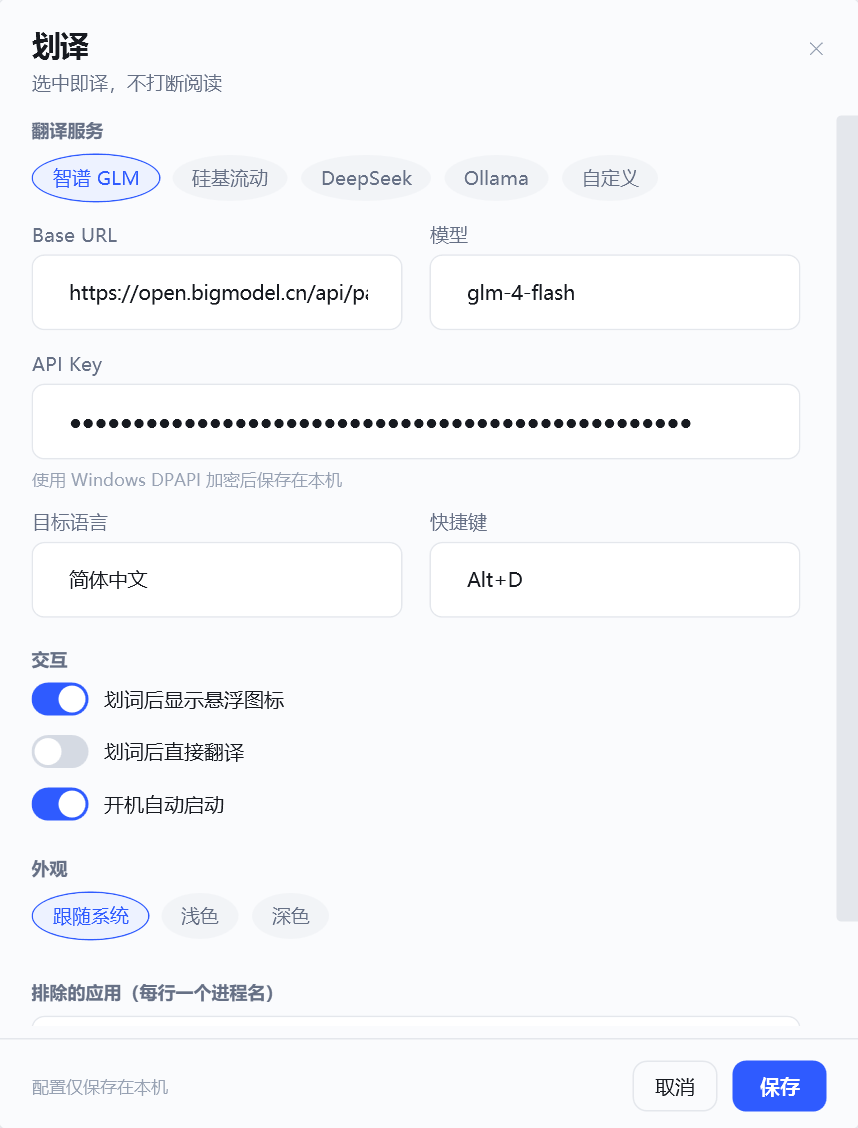 划译
选中即译，不打断阅读
翻译服务
智谱 GLM 硅基流动 DeepSeek Ollama 自定义
Base URL 模型
https://open.bigmodel.cn/api/pa glm-4-flash
API Key
●●●●●●●●●●●●●●●●●●●●●●●●●●●●●●●●●●●●●●●●●●●●●●●●●
使用 Windows DPAPI 加密后保存在本机
目标语言 快捷键
简体中文 Alt+D
交互
划词后显示悬浮图标
划词后直接翻译
开机自动启动
外观
跟随系统 浅色 深色
排除的应用（每行一个进程名）
配置仅保存在本机 取消 保存